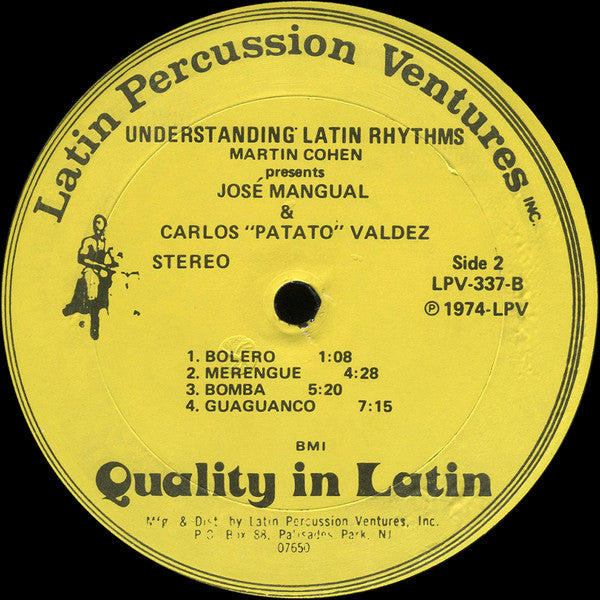 Latin Percussion Ventures INC.
UNDERSTANDING LATIN RHYTHMS
MARTIN COHEN
presents
JOSÉ MANGUAL
&
CARLOS "PATATO" VALDEZ
STEREO
Side 2
LPV-337-B
℗ 1974-LPV
1. BOLERO 1:08
2. MERENGUE 4:28
3. BOMBA 5:20
4. GUAGUANCO 7:15
BMI
Quality in Latin
M'f'g & Dist by Latin Percussion Ventures, Inc.
P.O. Box 88, Palisades Park, NJ
07650